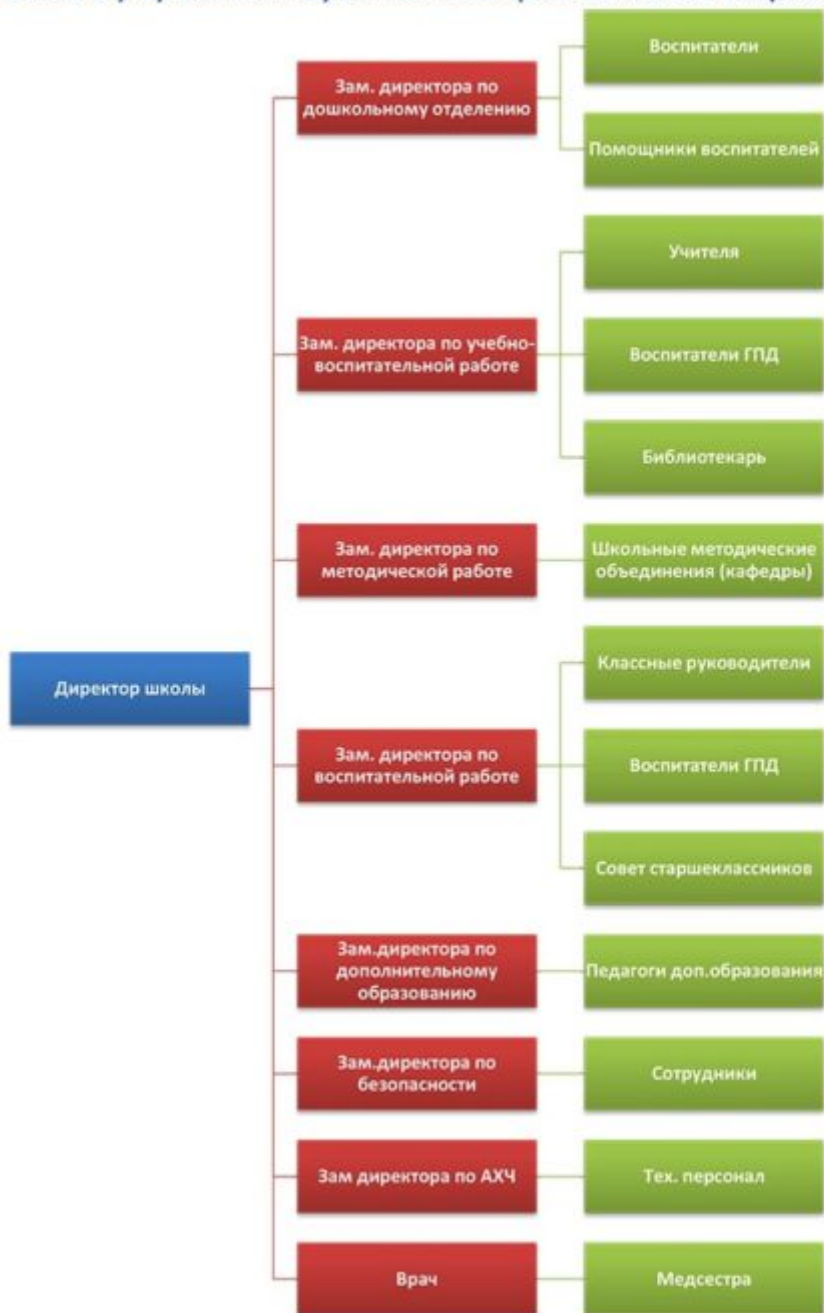 Воспитатели
Зам. директора по
дошкольному отделению
Помощники воспитателей
Учителя
Зам. директора по учебно-
воспитательной работе
Воспитатели ГПД
Библиотекарь
Зам. директора по
методической работе
Школьные методические
объединения (кафедры)
Директор школы
Классные руководители
Зам. директора по
воспитательной работе
Воспитатели ГПД
Совет старшеклассников
Зам.директора по
дополнительному
образованию
Педагоги доп.образования
Зам.директора по
безопасности
Сотрудники
Зам директора по АХЧ
Тех. персонал
Врач
Медсестра